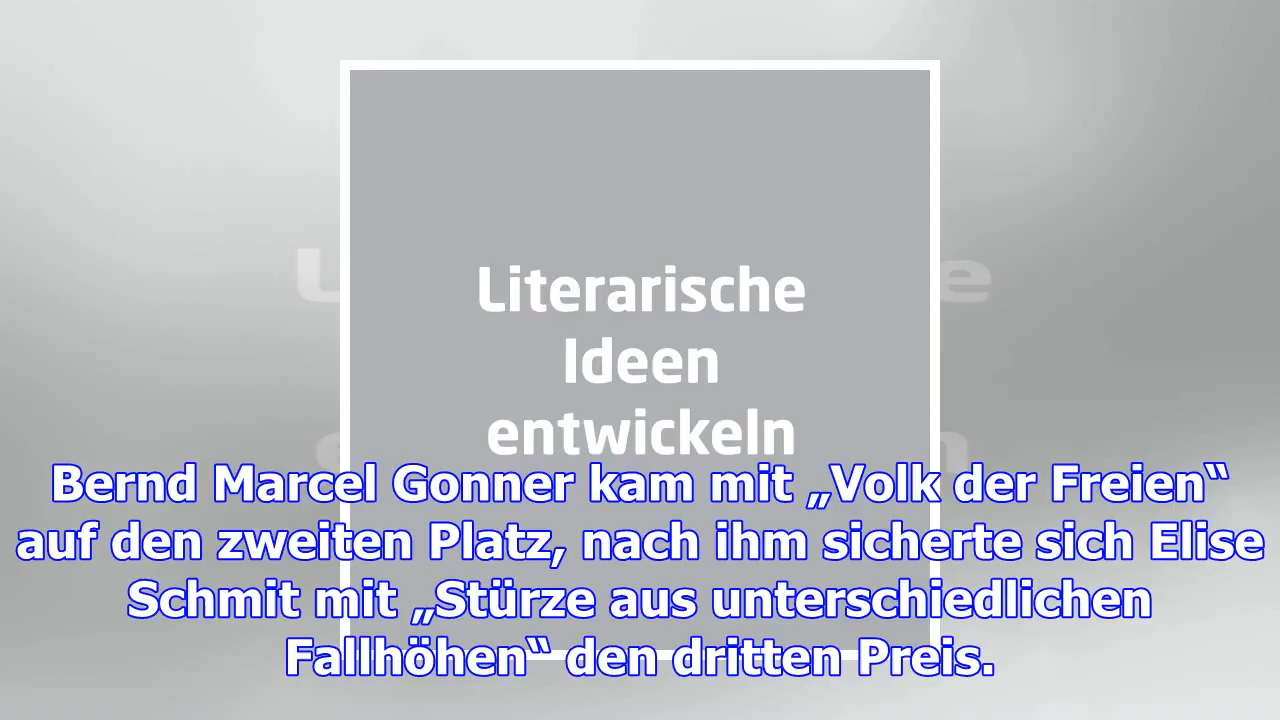 Literarische
Ideen
entwickeln
Bernd Marcel Gonner kam mit „Volk der Freien“
auf den zweiten Platz, nach ihm sicherte sich Elise
Schmit mit „Stürze aus unterschiedlichen
Fallhöhen“ den dritten Preis.